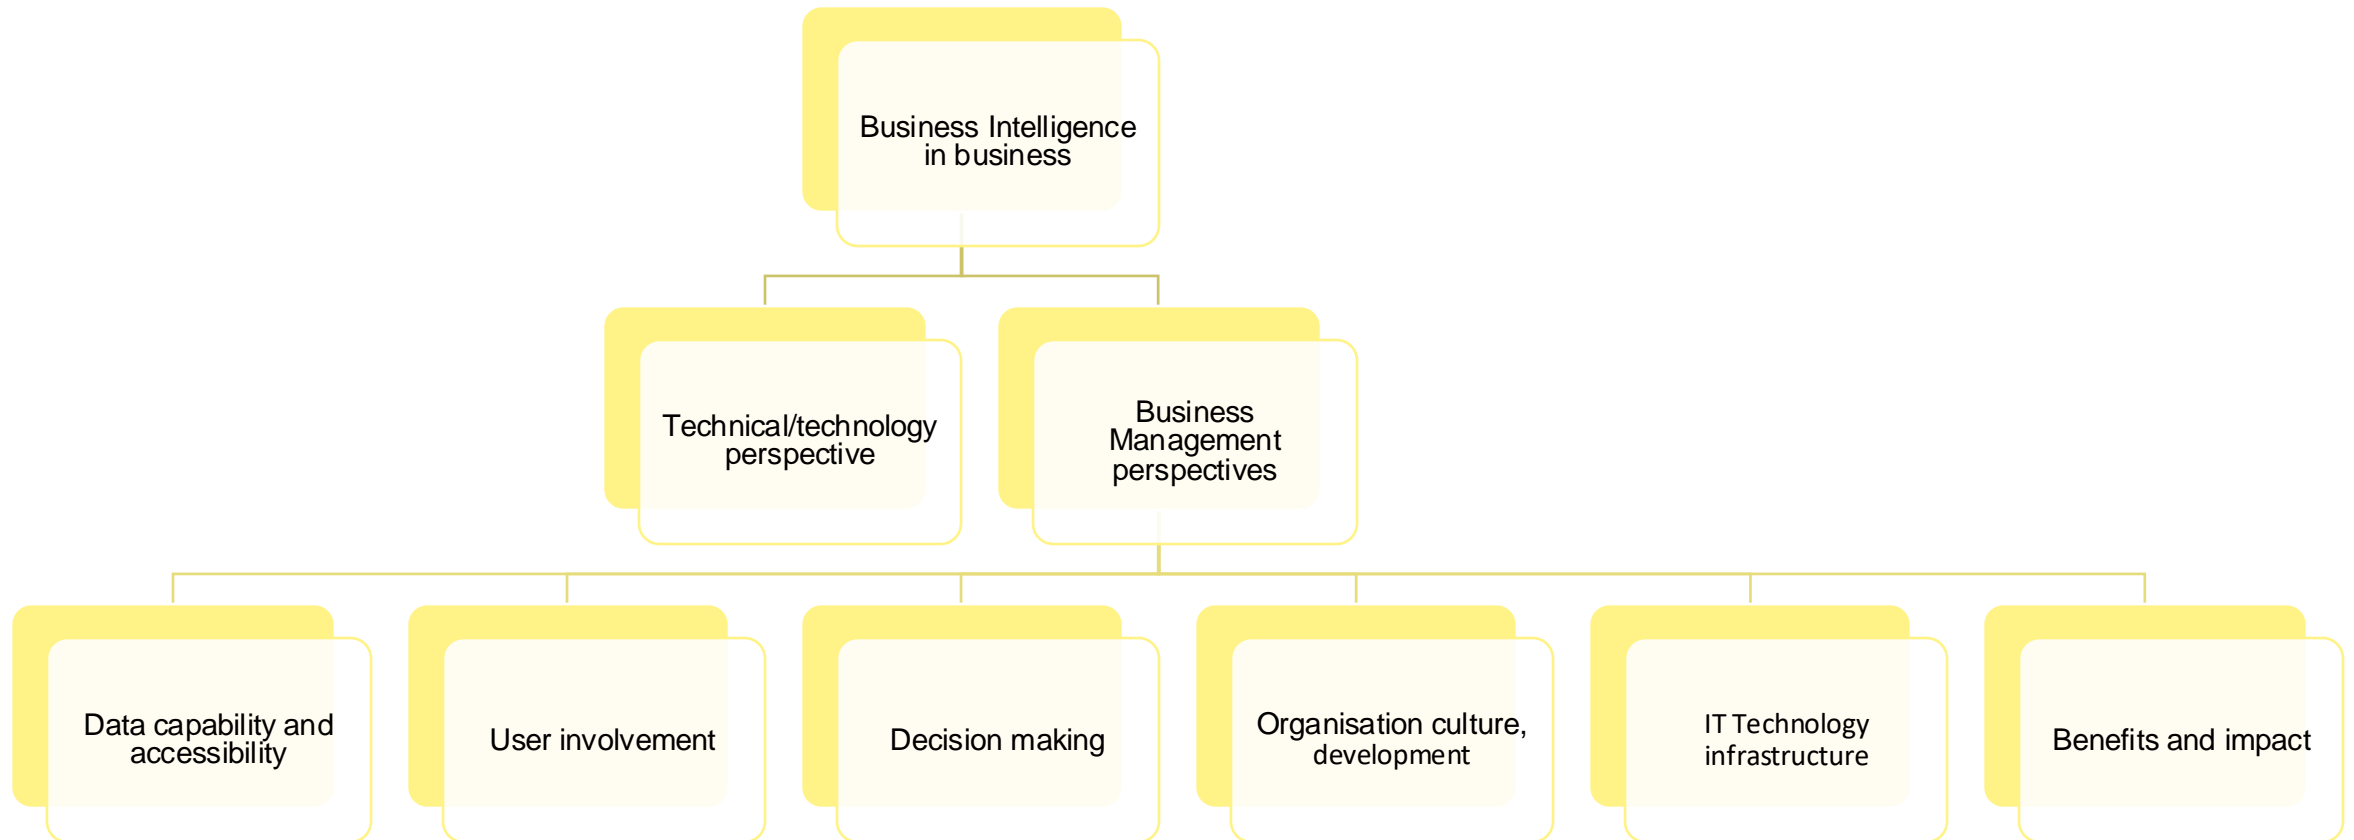 Business Intelligence
in business
Technical/technology
perspective
Business
Management
perspectives
Data capability and
accessibility
User involvement
Decision making
Organisation culture,
development
IT Technology
infrastructure
Benefits and impact